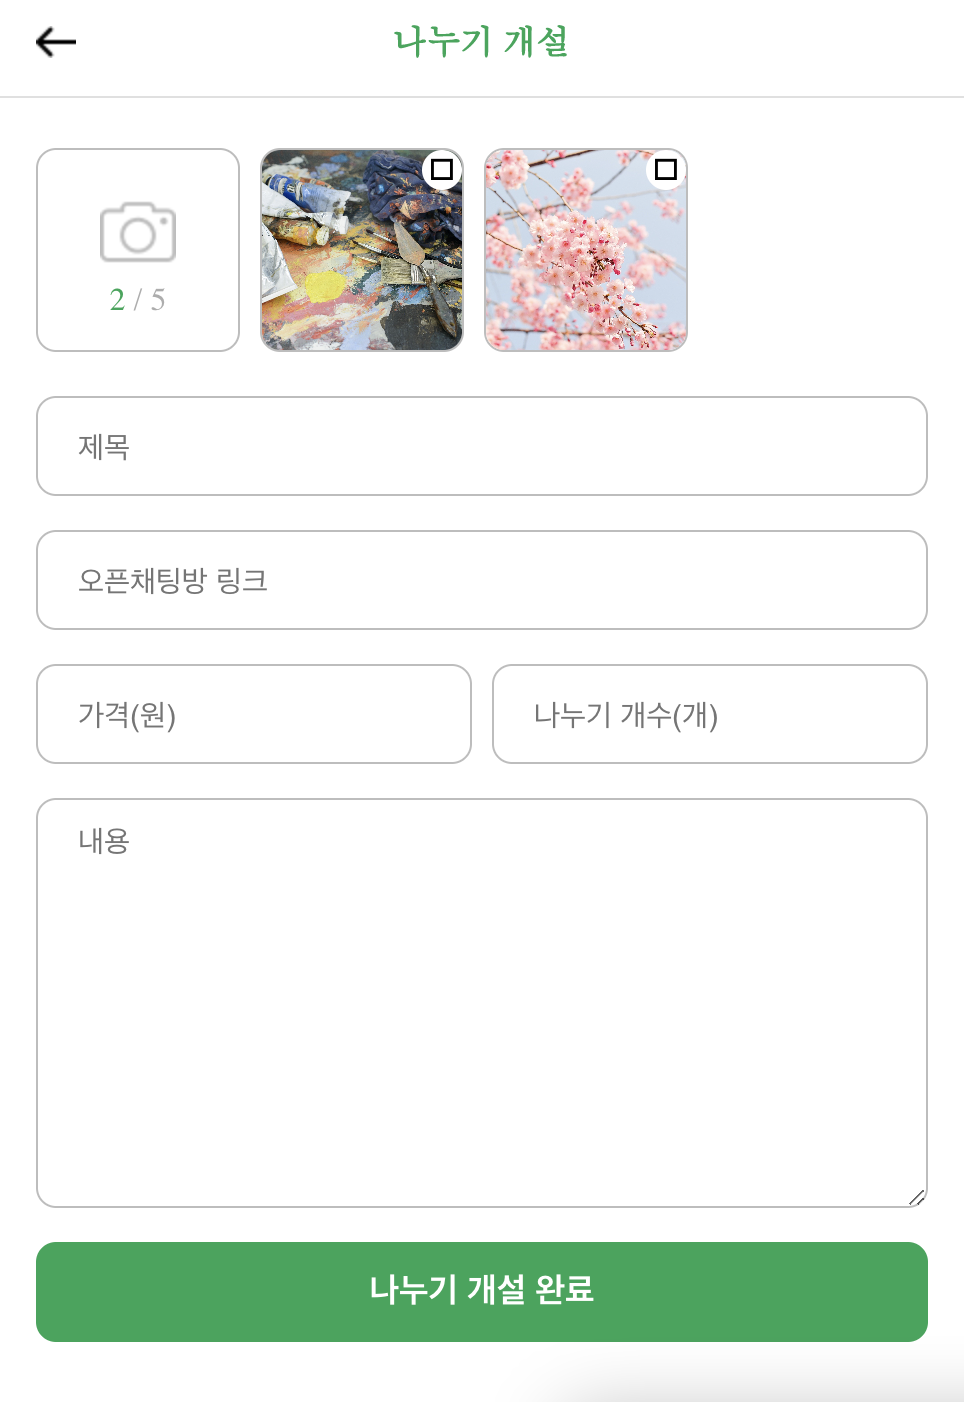 나누기 개설
2 / 5
제목
오픈채팅방 링크
가격(원)
나누기 개수(개)
내용
나누기 개설 완료